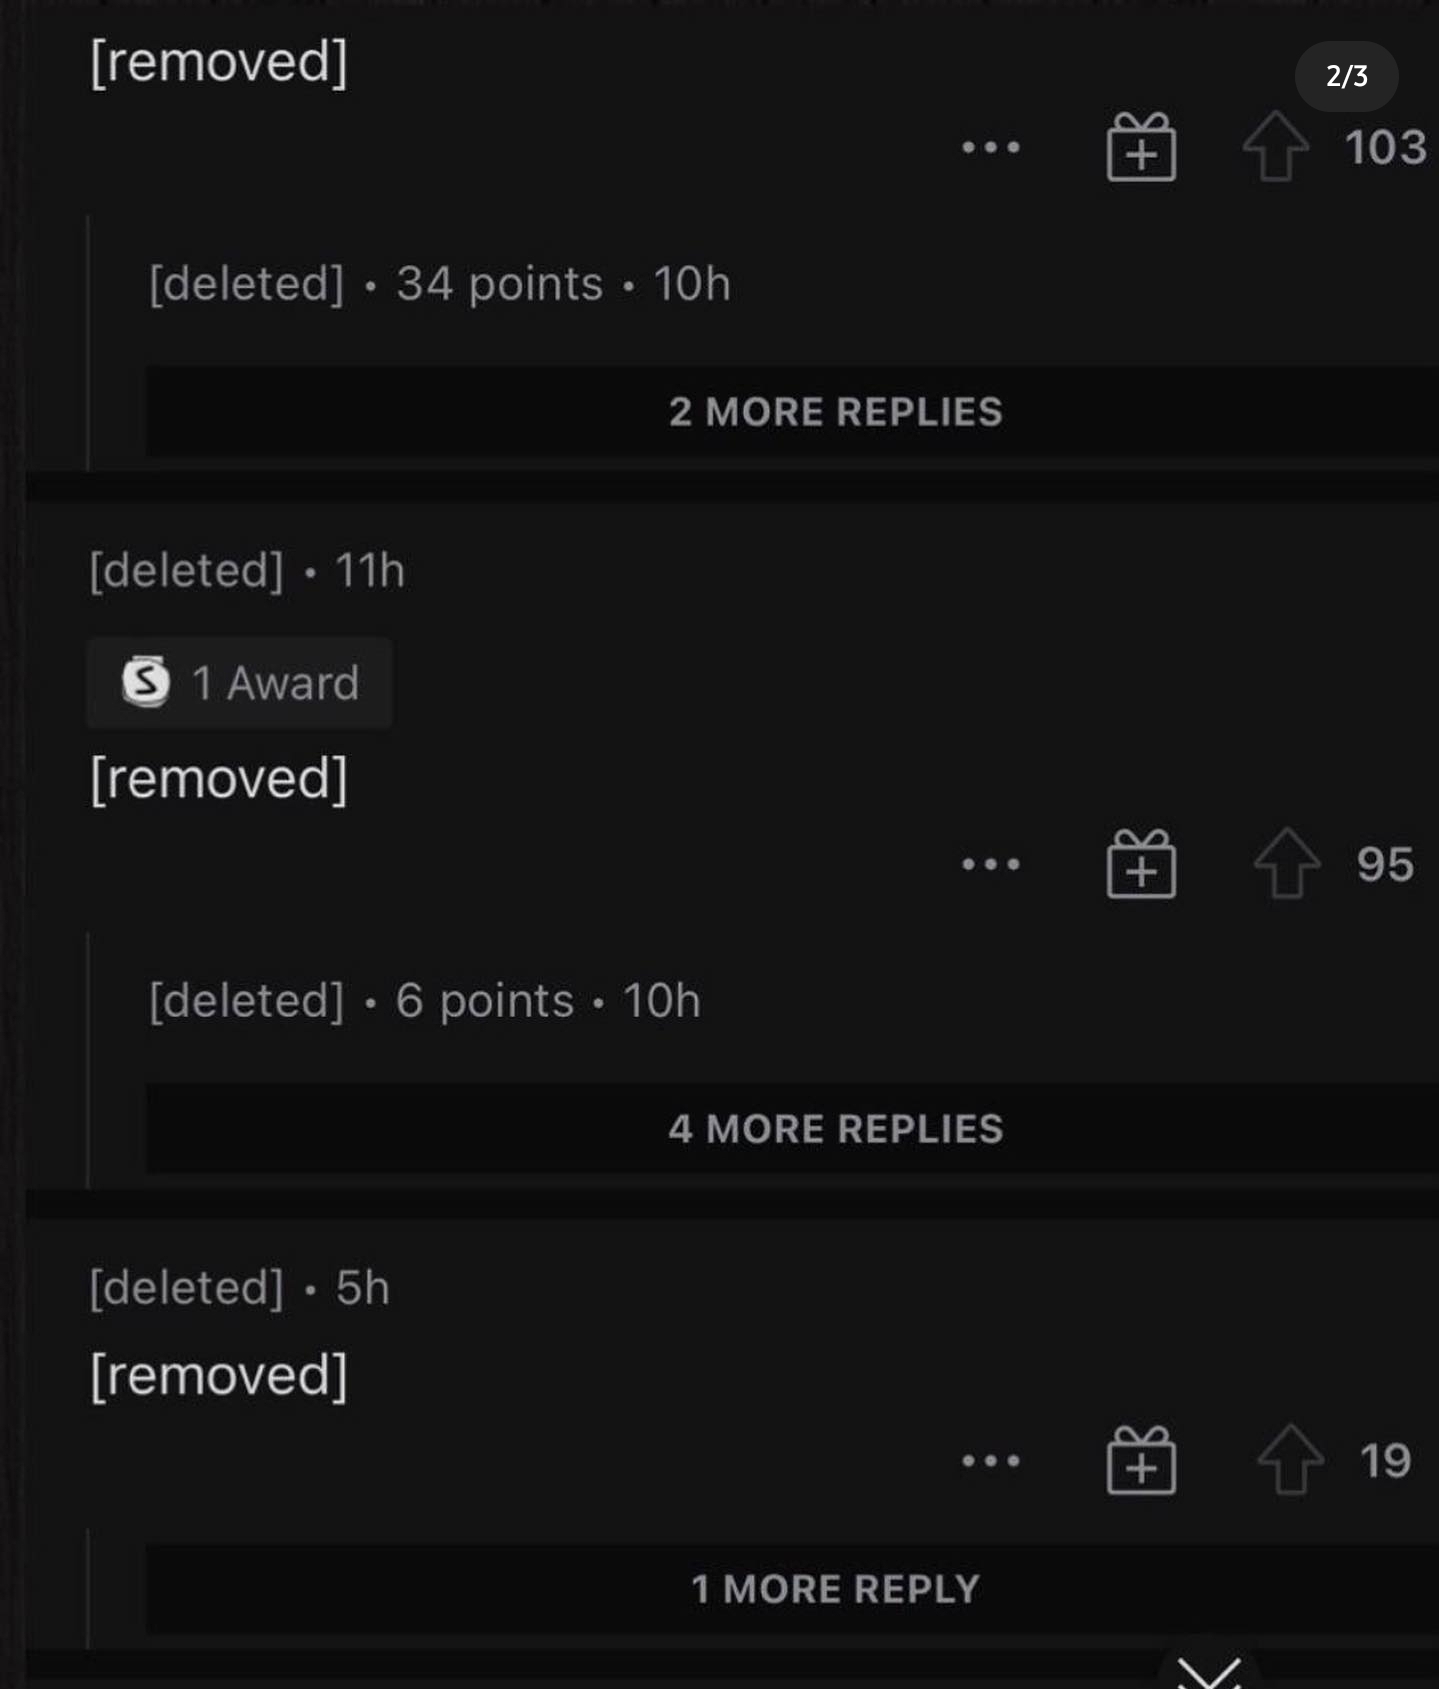 [removed]
2/3
103
[deleted] • 34 points • 10h
2 MORE REPLIES
[deleted] • 11h
S 1 Award
[removed]
95
[deleted] • 6 points • 10h
4 MORE REPLIES
[deleted] • 5h
[removed]
19
1 MORE REPLY